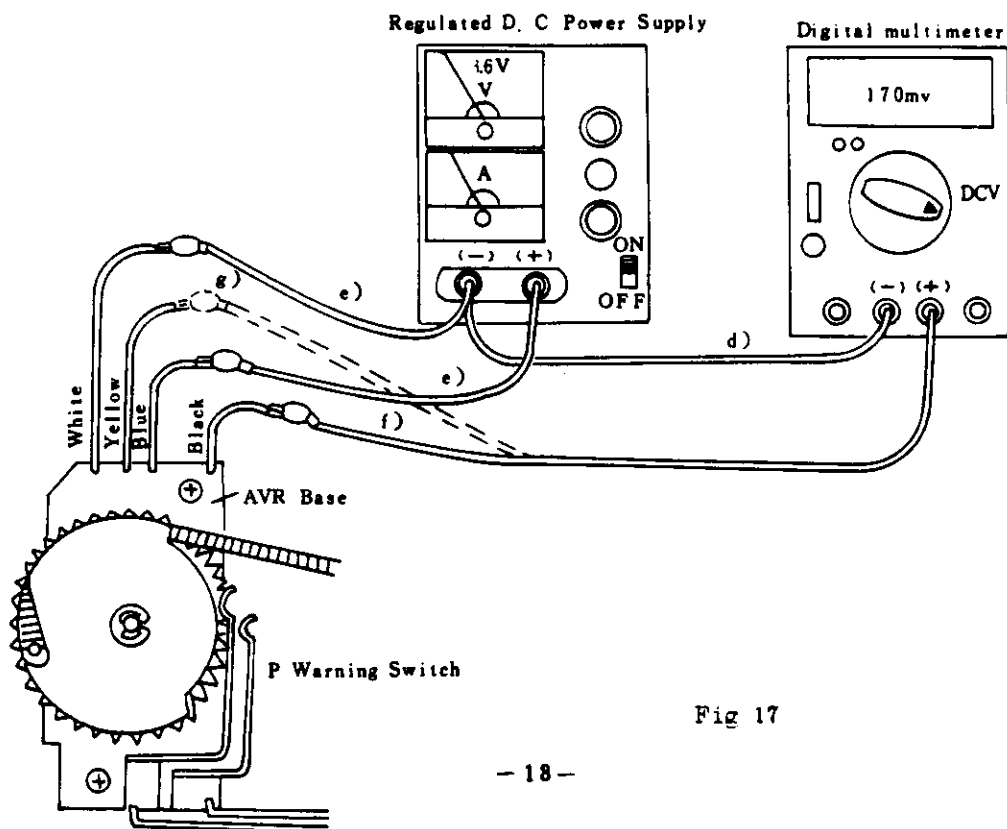 Regulated D. C Power Supply
Digital multimeter
1.6V
V
A
170mv
DCV
(-) (+)
ON
OFF
(-) (+)
g)
e)
d)
e)
f)
White
Yellow
Blue
Black
AVR Base
P Warning Switch
Fig 17
-18-